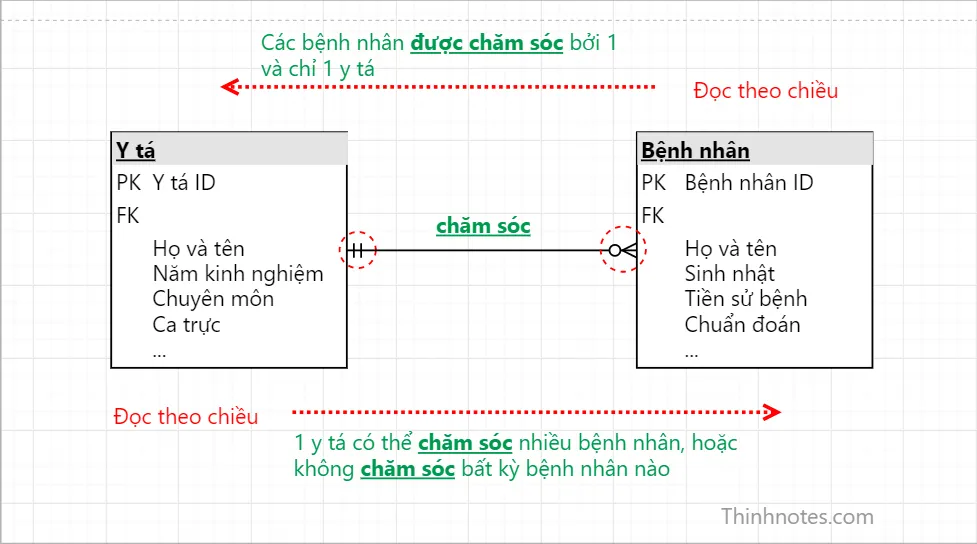 Các bệnh nhân được chăm sóc bởi 1
và chỉ 1 y tá
Đọc theo chiều
Y tá
PK Y tá ID
FK
Họ và tên
Năm kinh nghiệm
Chuyên môn
Ca trực
...
chăm sóc
Bệnh nhân
PK Bệnh nhân ID
FK
Họ và tên
Sinh nhật
Tiền sử bệnh
Chuẩn đoán
...
Đọc theo chiều
1 y tá có thể chăm sóc nhiều bệnh nhân, hoặc
không chăm sóc bất kỳ bệnh nhân nào
Thinhnotes.com